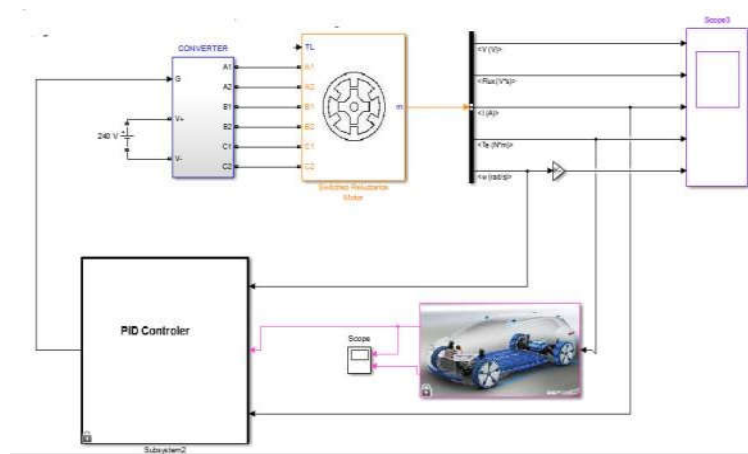 Scope3
CONVERTER
<V (V)>
TL
G
A1
A1
A2
A2
<Flux (V*s)>
V+
B1
B1
m
<I (A)>
240 V
B2
B2
C1
C1
<Te (N*m)>
V-
C2
C2
<w (rad/s)>
Switched Reluctance
Motor
PID Controler
Scope
Subsystem2